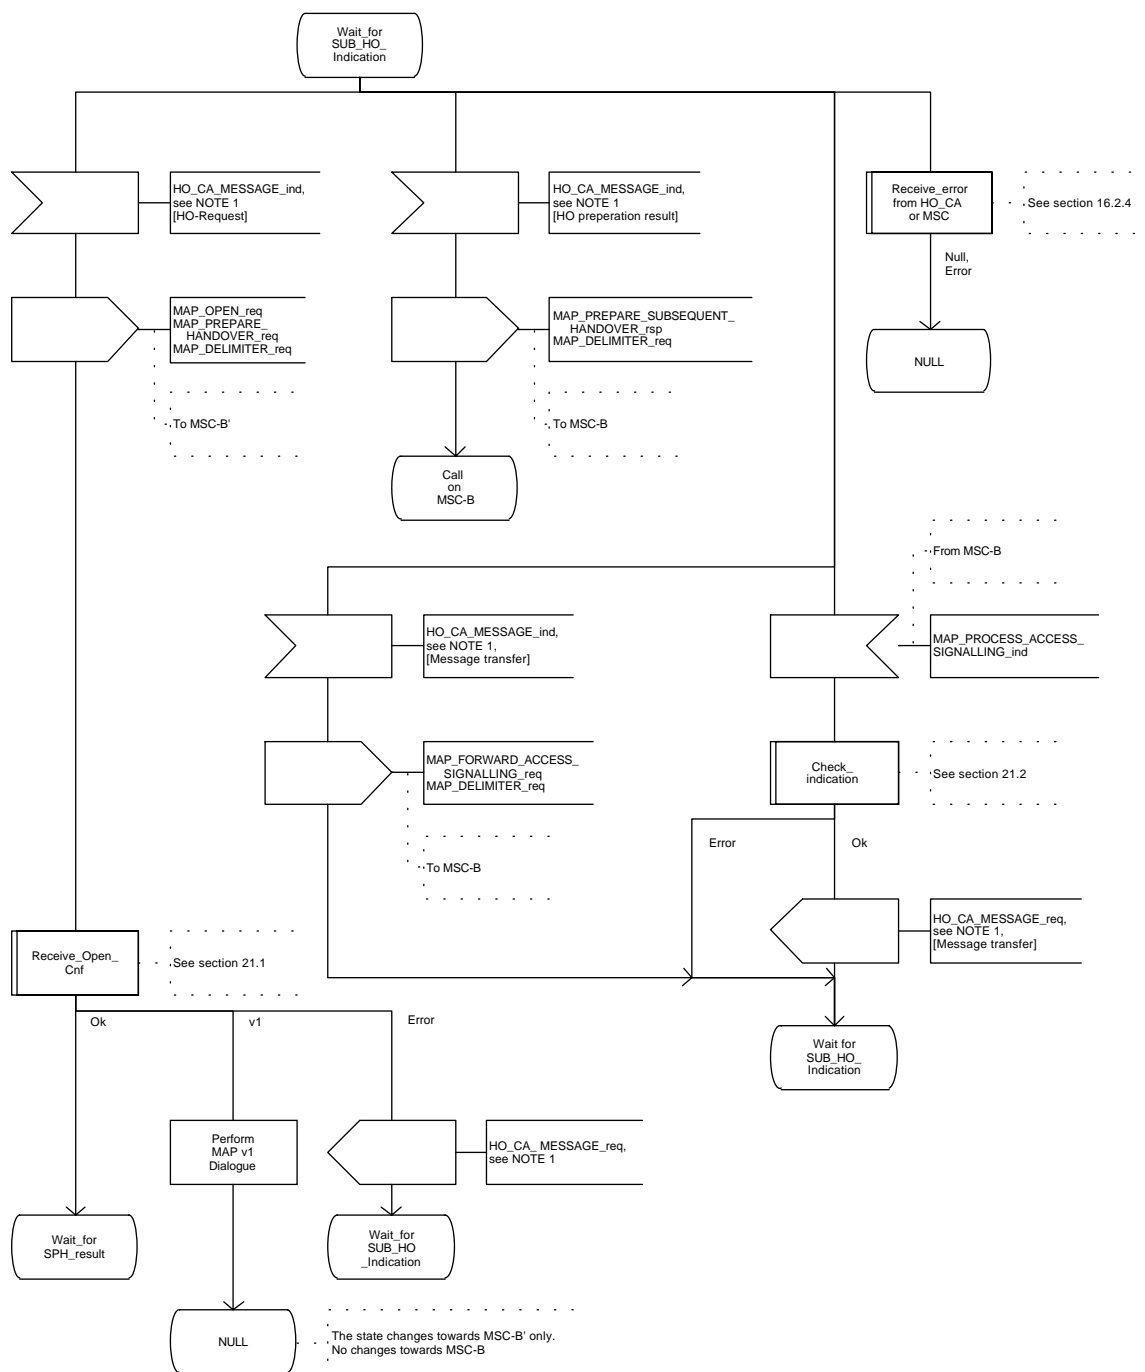 Wait_for
SUB_HO_
Indication
HO_CA_MESSAGE_ind,
see NOTE 1
[HO-Request]
HO_CA_MESSAGE_ind,
see NOTE 1
[HO preperation result]
Receive_error
from HO_CA
or MSC
See section 16.2.4
Null,
Error
MAP_OPEN_req
MAP_PREPARE_
HANDOVER_req
MAP_DELIMITER_req
MAP_PREPARE_SUBSEQUENT_
HANDOVER_rsp
MAP_DELIMITER_req
NULL
To MSC-B'
To MSC-B
Call
on
MSC-B
From MSC-B
HO_CA_MESSAGE_ind,
see NOTE 1,
[Message transfer]
MAP_PROCESS_ACCESS_
SIGNALLING_ind
MAP_FORWARD_ACCESS_
SIGNALLING_req
MAP_DELIMITER_req
Check_
indication
See section 21.2
Error
Ok
To MSC-B
HO_CA_MESSAGE_req,
see NOTE 1,
[Message transfer]
Receive_Open_
Cnf
See section 21.1
Ok
v1
Error
Wait for
SUB_HO_
Indication
Perform
MAP v1
Dialogue
HO_CA_ MESSAGE_req,
see NOTE 1
Wait_for
SPH_result
Wait_for
SUB_HO
_Indication
NULL
The state changes towards MSC-B' only.
No changes towards MSC-B